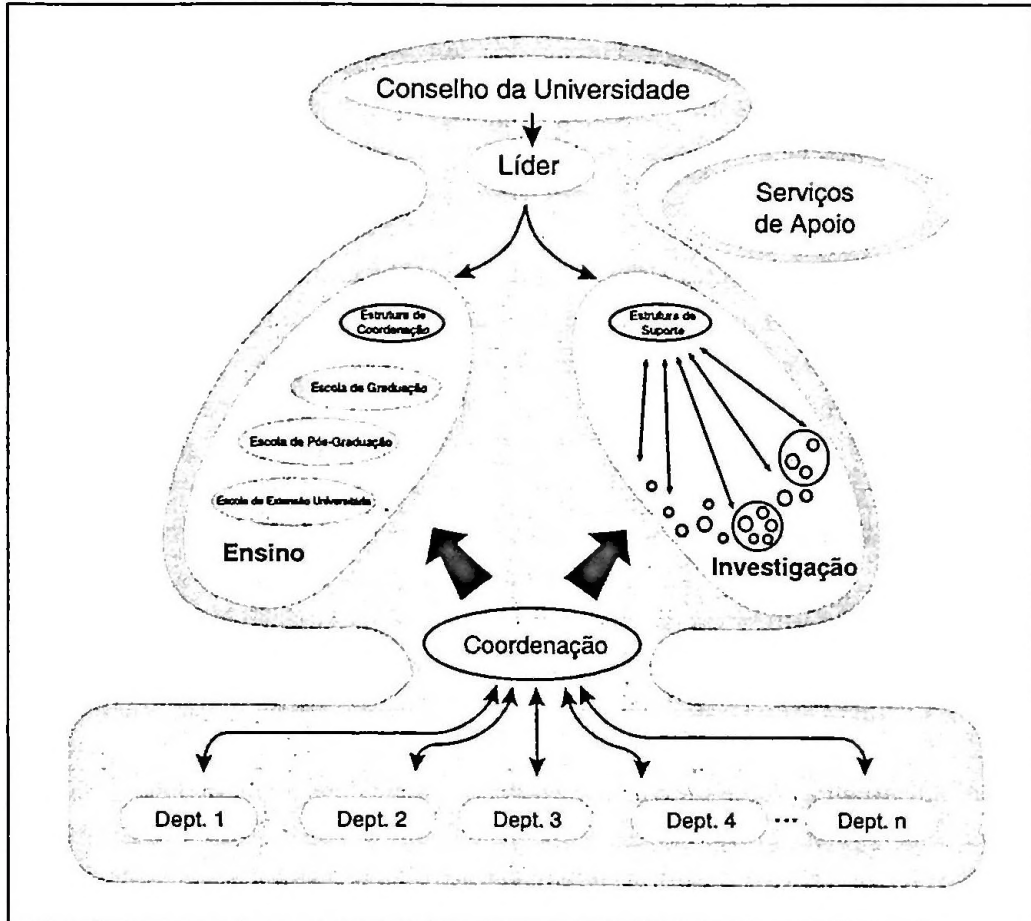 Conselho da Universidade
Líder
Serviços
de Apoio
Estrutura de
Coordenação
Escola de Graduação
Escola de Pós-Graduação
Escola de Extensão Universitária
Ensino
Estrutura de
Suporte
Investigação
Coordenação
Dept. 1
Dept. 2
Dept. 3
Dept. 4
...
Dept. n